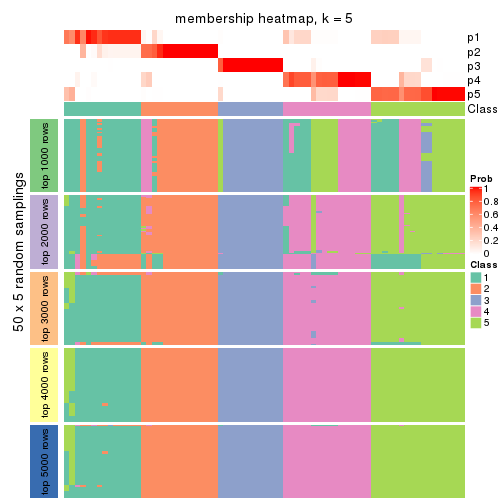 membership heatmap, k = 5
p1
p2
p3
p4
p5
Class
50 x 5 random samplings
top 1000 rows
top 2000 rows
top 3000 rows
top 4000 rows
top 5000 rows
Prob
1
0.8
0.6
0.4
0.2
0
Class
1
2
3
4
5